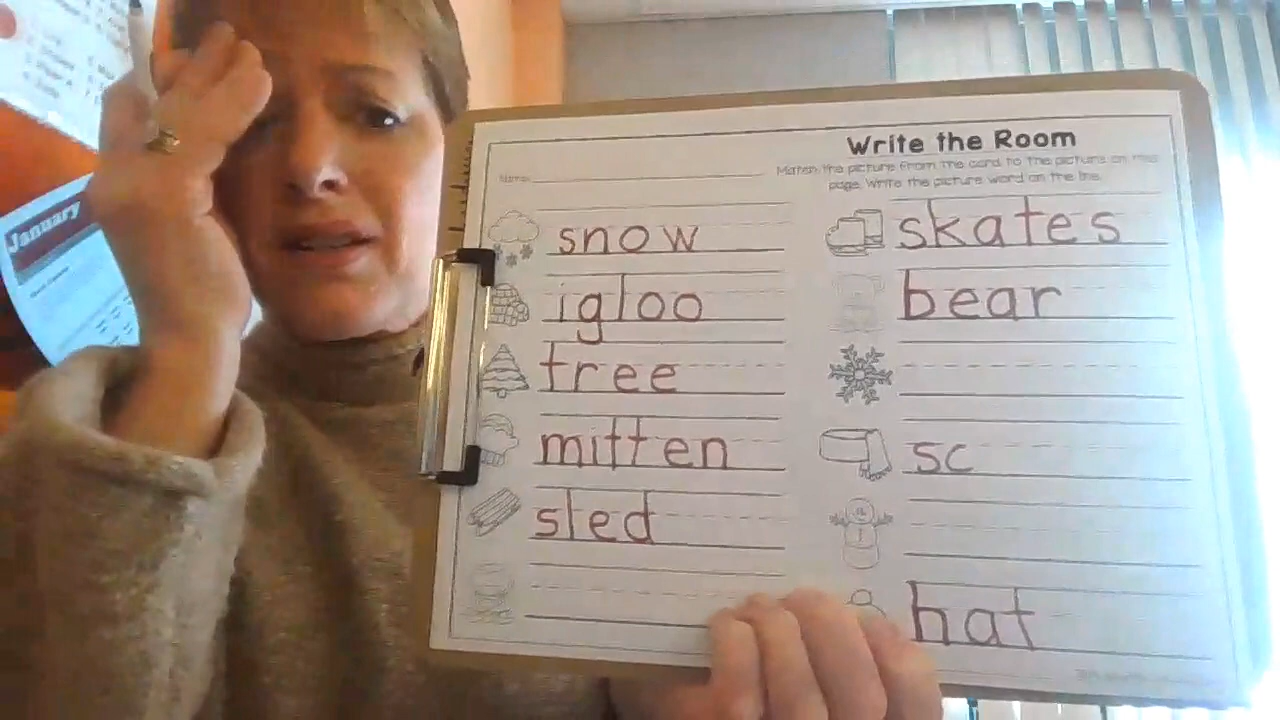 January
Write the Room
Name:
Match the picture from the card to the picture on this
page. Write the picture word on the line.
snow
igloo
tree
mitten
sled
skates
bear
sc
hat